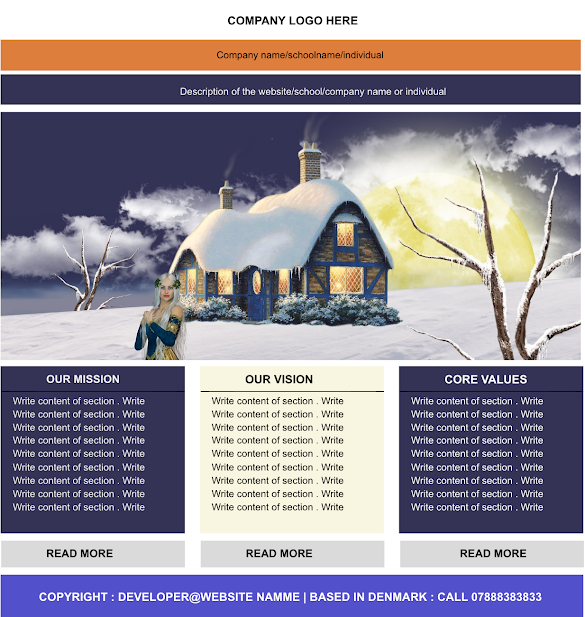 COMPANY LOGO HERE
Company name/schoolname/individual
Description of the website/school/company name or individual
OUR MISSION
Write content of section . Write
Write content of section . Write
Write content of section . Write
Write content of section . Write
Write content of section . Write
Write content of section . Write
Write content of section . Write
Write content of section . Write
Write content of section . Write
READ MORE
OUR VISION
Write content of section . Write
Write content of section . Write
Write content of section . Write
Write content of section . Write
Write content of section . Write
Write content of section . Write
Write content of section . Write
Write content of section . Write
Write content of section . Write
READ MORE
CORE VALUES
Write content of section . Write
Write content of section . Write
Write content of section . Write
Write content of section . Write
Write content of section . Write
Write content of section . Write
Write content of section . Write
Write content of section . Write
Write content of section . Write
READ MORE
COPYRIGHT : DEVELOPER@WEBSITE NAMME | BASED IN DENMARK : CALL 07888383833